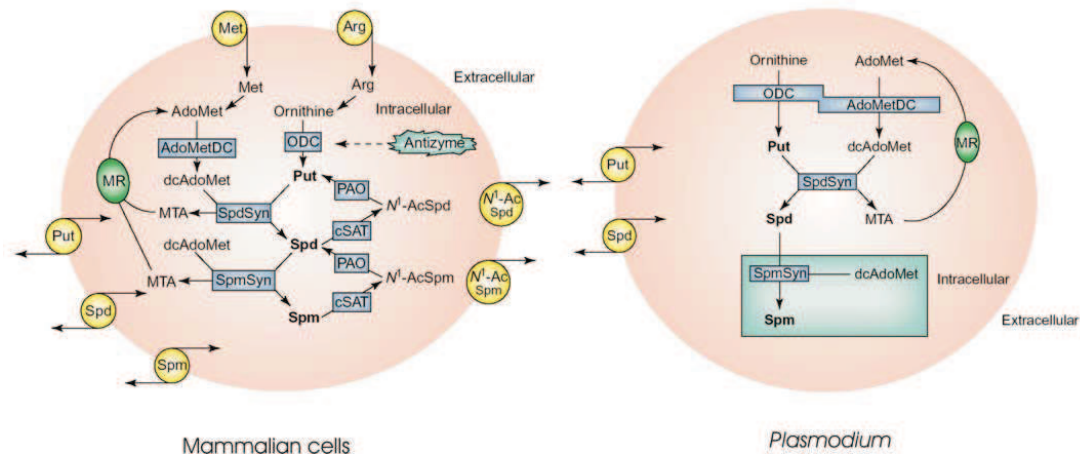 Met
Arg
Extracellular
Met
Arg
Intracellular
AdoMet
Ornithine
AdoMetDC
ODC
Antizyme
MR
dcAdoMet
Put
PAO
MTA
SpdSyn
N¹-AcSpd
N¹-Ac
Spd
cSAT
Put
dcAdoMet
Spd
PAO
MTA
SpmSyn
N¹-AcSpm
N¹-Ac
Spm
cSAT
Spd
Spm
Spm
Mammalian cells
Ornithine
AdoMet
ODC
AdoMetDC
Put
dcAdoMet
MR
Put
SpdSyn
Spd
MTA
Spd
SpmSyn
dcAdoMet
Intracellular
Spm
Extracellular
Plasmodium